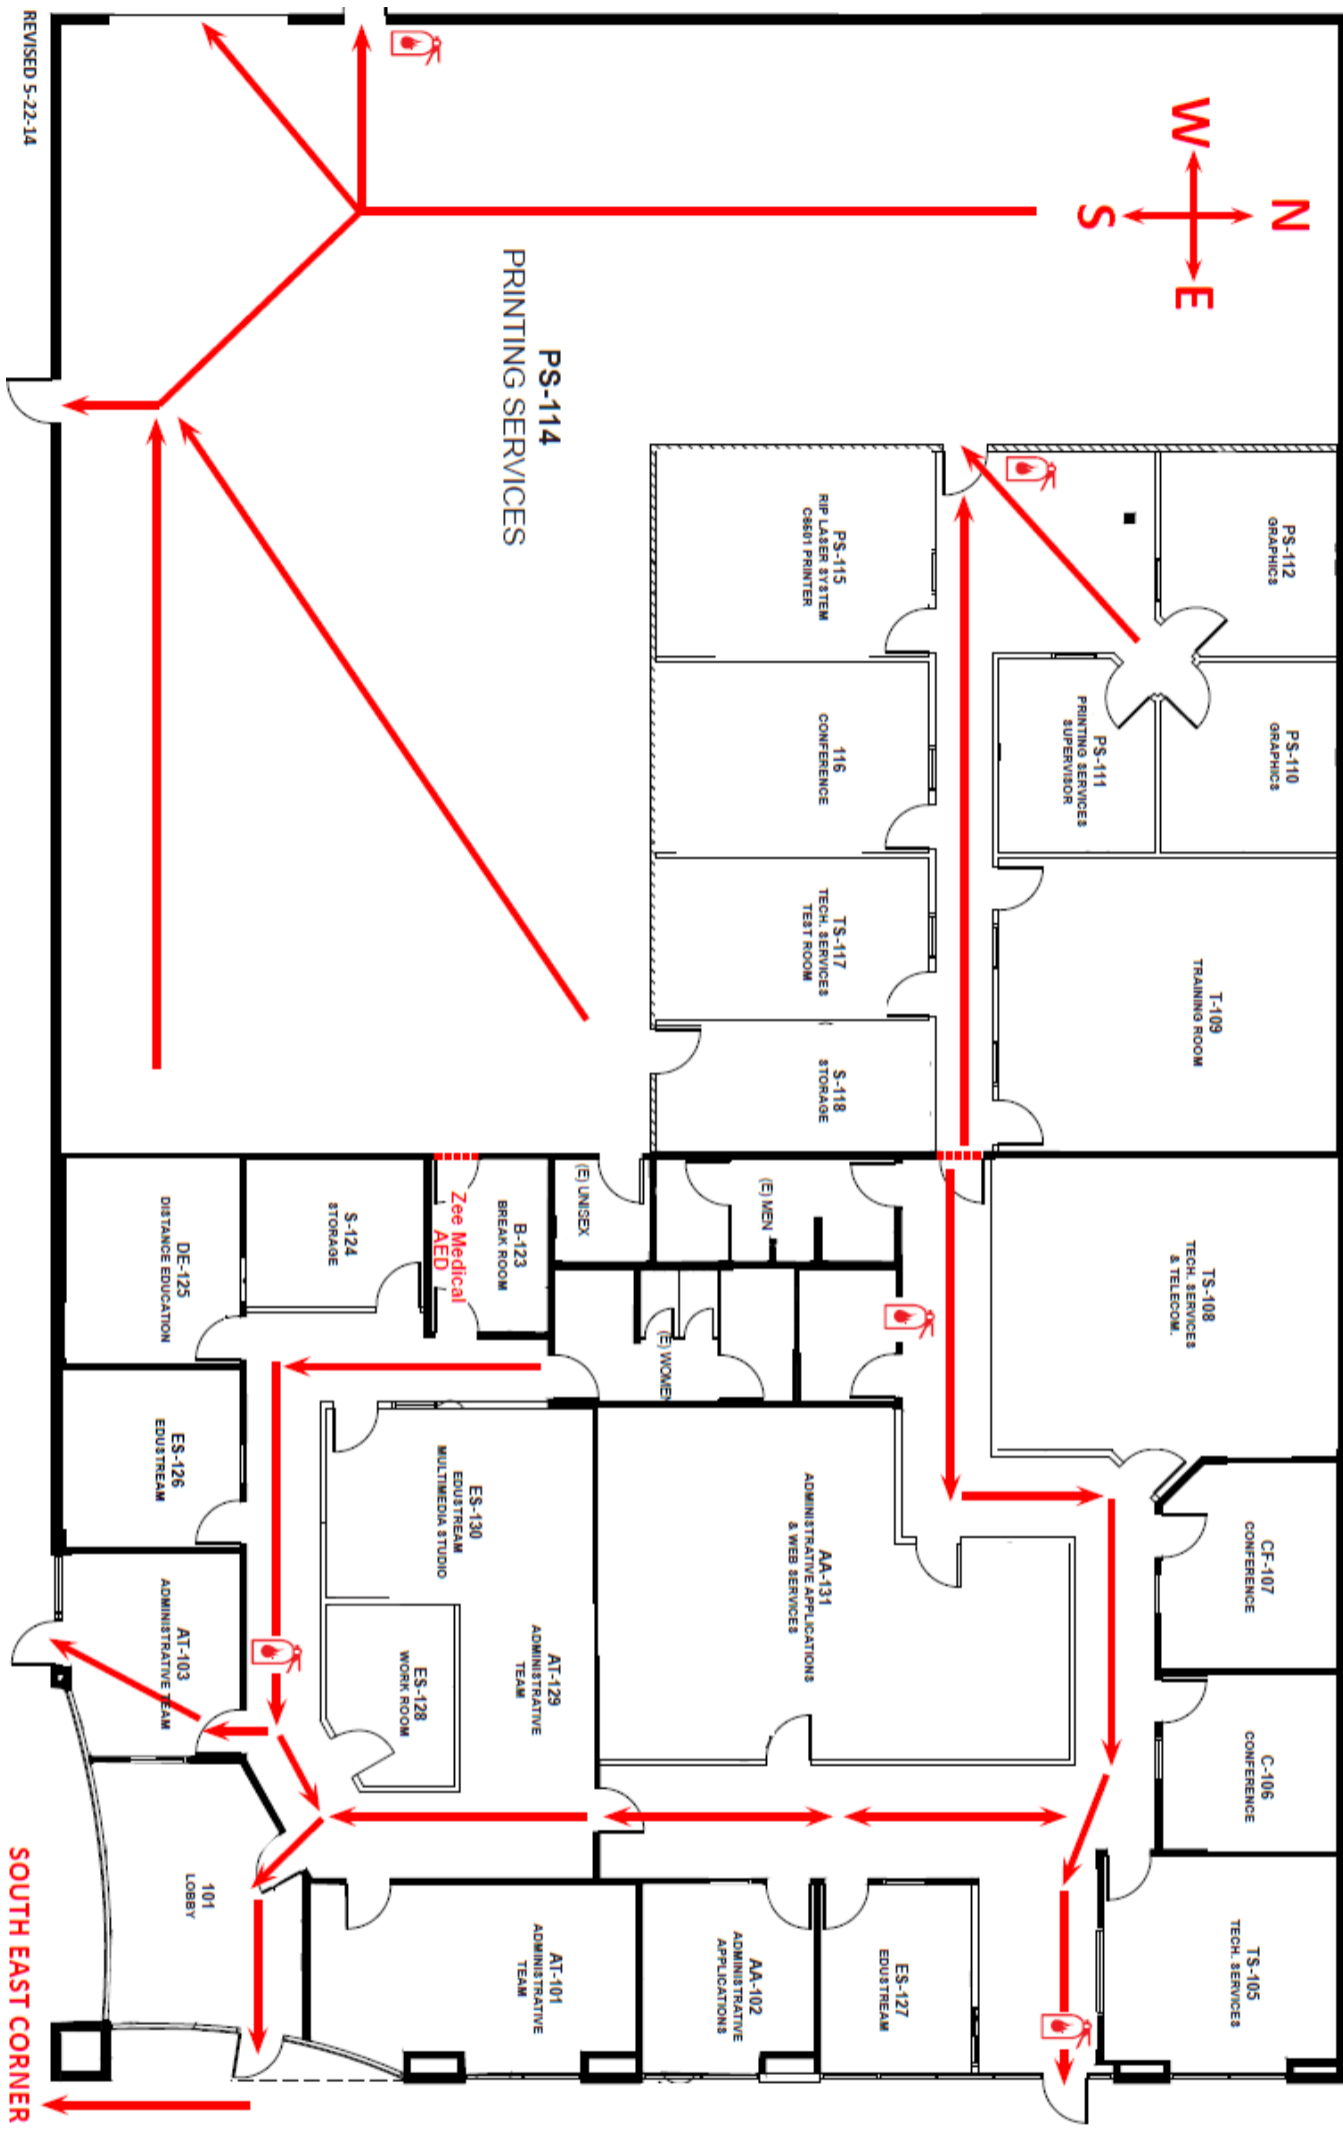 N
W
E
S
PS-112
GRAPHICS
PS-110
GRAPHICS
PS-111
PRINTING SERVICES
SUPERVISOR
T-109
TRAINING ROOM
TS-108
TECH. SERVICES
& TELECOM.
CF-107
CONFERENCE
C-106
CONFERENCE
TS-105
TECH. SERVICES
PS-115
RIP LASER SYSTEM
C6501 PRINTER
116
CONFERENCE
TS-117
TECH. SERVICES
TEST ROOM
S-118
STORAGE
(E) MEN
(E) WOMEN
(E) UNISEX
AA-131
ADMINISTRATIVE APPLICATIONS
& WEB SERVICES
ES-127
EDUSTREAM
AA-102
ADMINISTRATIVE
APPLICATIONS
PS-114
PRINTING SERVICES
B-123
BREAK ROOM
Zee Medical
AED
AT-129
ADMINISTRATIVE
TEAM
AT-101
ADMINISTRATIVE
TEAM
ES-130
EDUSTREAM
MULTIMEDIA STUDIO
ES-128
WORK ROOM
S-124
STORAGE
DE-125
DISTANCE EDUCATION
ES-126
EDUSTREAM
AT-103
ADMINISTRATIVE TEAM
101
LOBBY
REVISED 5-22-14
SOUTH EAST CORNER